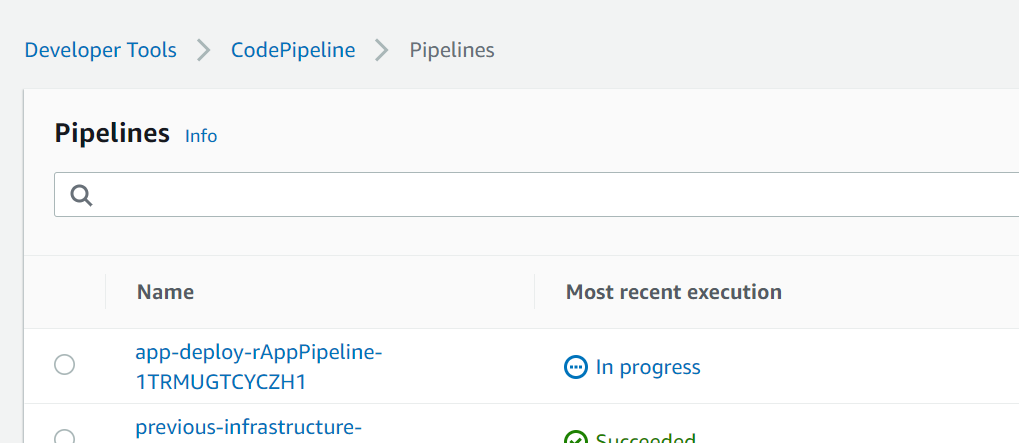 Developer Tools > CodePipeline > Pipelines
Pipelines Info
Name Most recent execution
app-deploy-rAppPipeline-
1TRMUGTCYCZH1
In progress
previous-infrastructure-
Succeeded